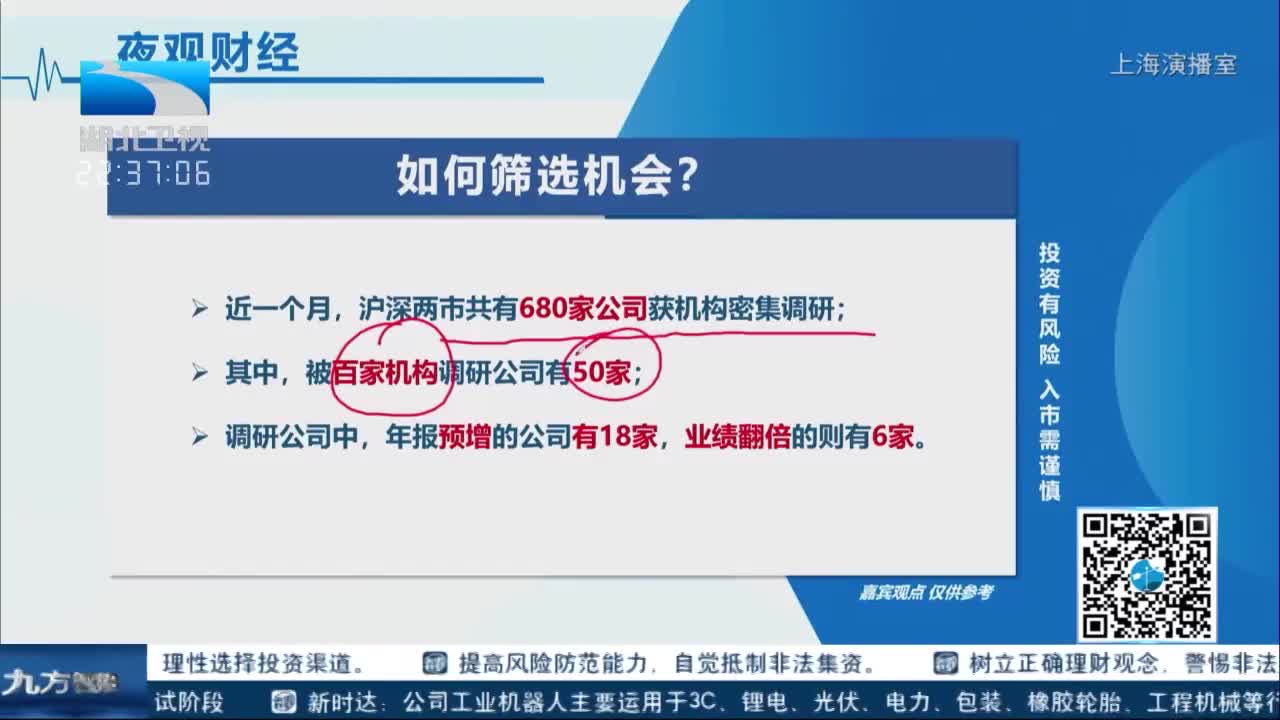 夜观财经
上海演播室
湖北卫视
22:37:06
如何筛选机会?
近一个月，沪深两市共有680家公司获机构密集调研；
其中，被百家机构调研公司有50家；
调研公司中，年报预增的公司有18家，业绩翻倍的则有6家。
投资有风险 入市需谨慎
嘉宾观点 仅供参考
理性选择投资渠道。 提高风险防范能力，自觉抵制非法集资。 树立正确理财观念，警惕非法
九方智投
试阶段 新时达：公司工业机器人主要运用于3C、锂电、光伏、电力、包装、橡胶轮胎、工程机械等行